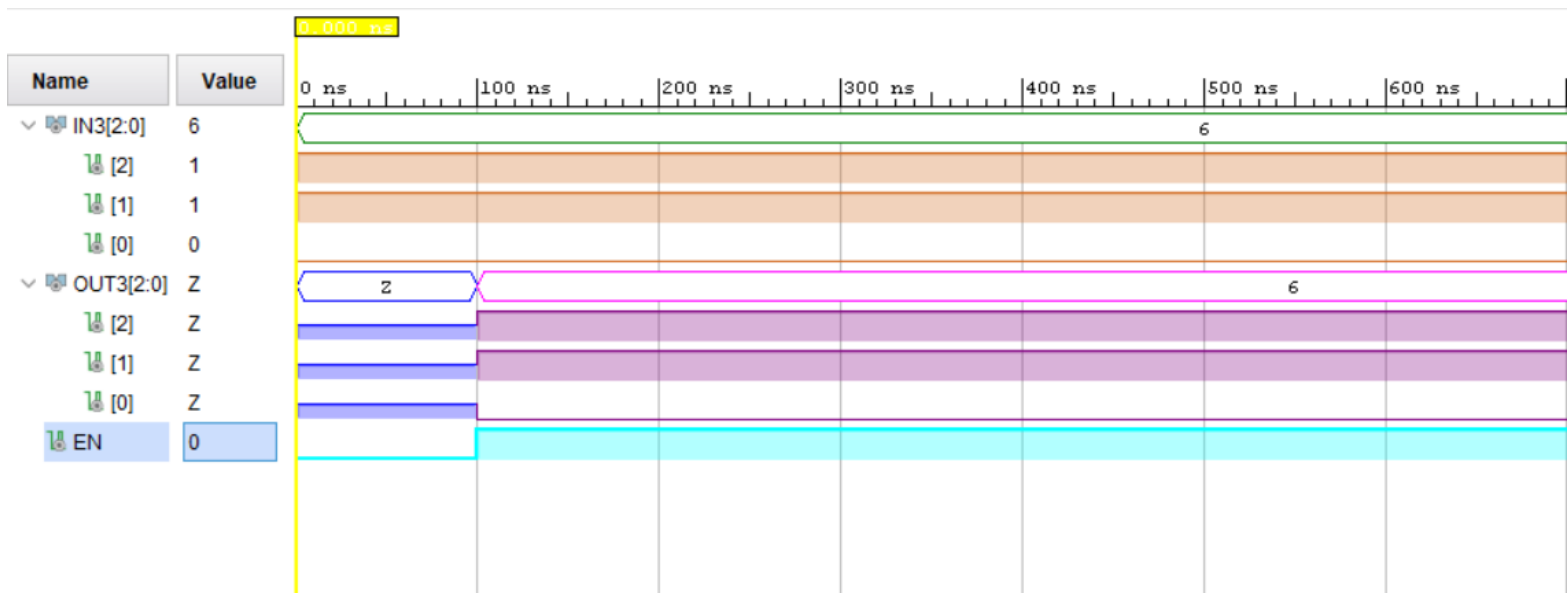 0.000 ns
Name Value
0 ns 100 ns 200 ns 300 ns 400 ns 500 ns 600 ns
IN3[2:0] 6 6
[2] 1
[1] 1
[0] 0
OUT3[2:0] Z Z 6
[2] Z
[1] Z
[0] Z
EN 0